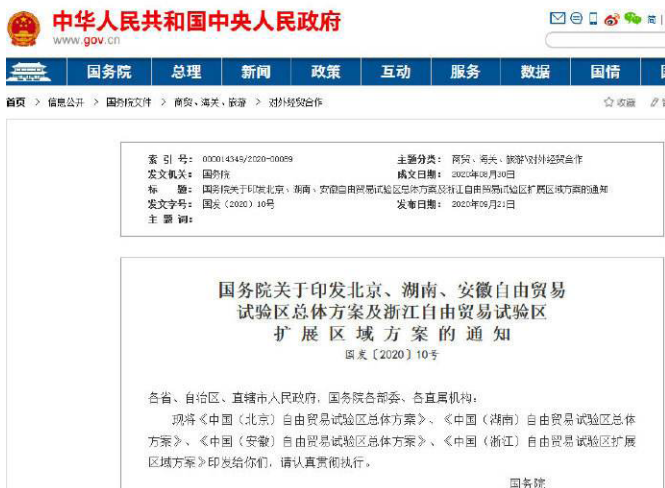 中华人民共和国中央人民政府
www.gov.cn
简 |
国务院 总理 新闻 政策 互动 服务 数据 国情
首页 > 信息公开 > 国务院文件 > 商贸、海关、旅游 > 对外经贸合作 收藏
索 引 号: 000014349/2020-00089 主题分类: 商贸、海关、旅游\对外经贸合作
发文机关: 国务院 成文日期: 2020年08月30日
标 题: 国务院关于印发北京、湖南、安徽自由贸易试验区总体方案及浙江自由贸易试验区扩展区域方案的通知
发文字号: 国发〔2020〕10号 发布日期: 2020年09月21日
主 题 词:
国务院关于印发北京、湖南、安徽自由贸易
试验区总体方案及浙江自由贸易试验区
扩展区域方案的通知
国发〔2020〕10号
各省、自治区、直辖市人民政府，国务院各部委、各直属机构：
现将《中国（北京）自由贸易试验区总体方案》、《中国（湖南）自由贸易试验区总体
方案》、《中国（安徽）自由贸易试验区总体方案》、《中国（浙江）自由贸易试验区扩展
区域方案》印发给你们，请认真贯彻执行。
国务院